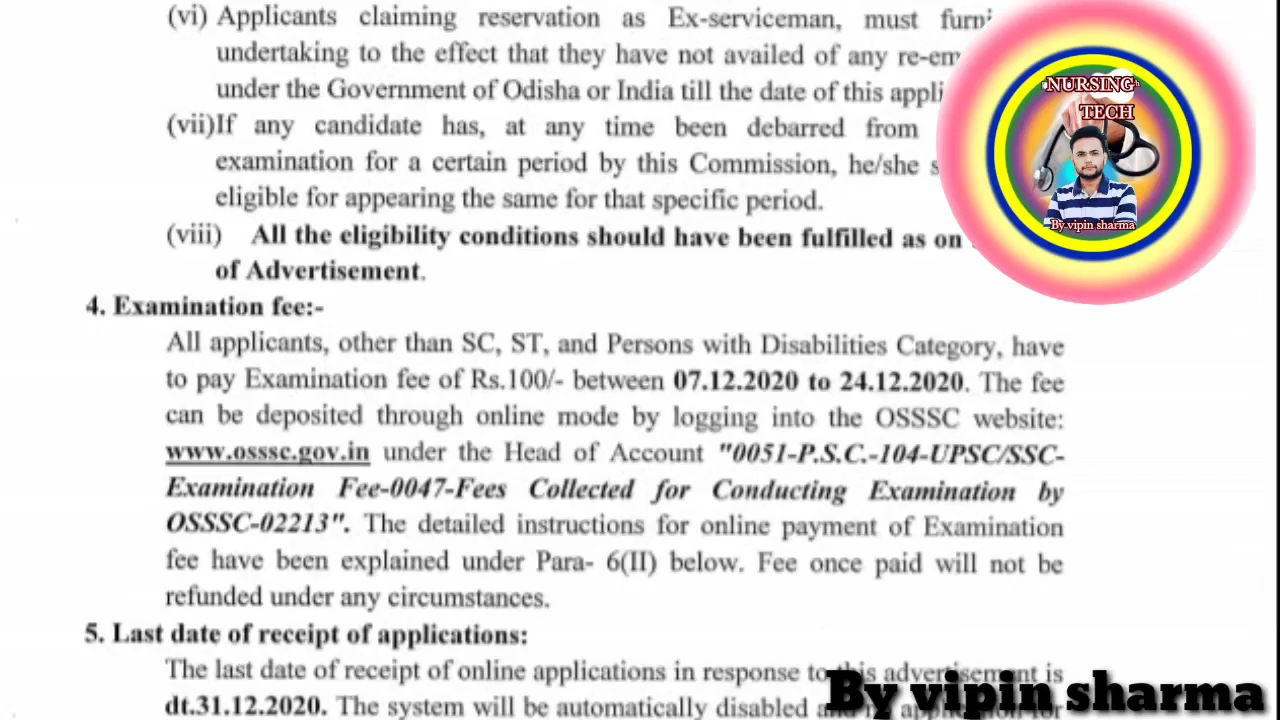 (vi) Applicants claiming reservation as Ex-serviceman, must
undertaking to the effect that they have not availed of any
under the Government of Odisha or India till the date of this
(vii)If any candidate has, at any time been debarred from
examination for a certain period by this Commission, he/she
eligible for appearing the same for that specific period.
(viii) All the eligibility conditions should have been fulfilled as on
of Advertisement.
NURSING
TECH
By vipin sharma
4. Examination fee:-
All applicants, other than SC, ST, and Persons with Disabilities Category, have
to pay Examination fee of Rs.100/- between 07.12.2020 to 24.12.2020. The fee
can be deposited through online mode by logging into the OSSSC website:
www.osssc.gov.in under the Head of Account "0051-P.S.C.-104-UPSC/SSC-
Examination Fee-0047-Fees Collected for Conducting Examination by
OSSSC-02213". The detailed instructions for online payment of Examination
fee have been explained under Para- 6(II) below. Fee once paid will not be
refunded under any circumstances.
5. Last date of receipt of applications:
The last date of receipt of online applications in response to this advertisement is
dt.31.12.2020. The system will be automatically disabled
By vipin sharma